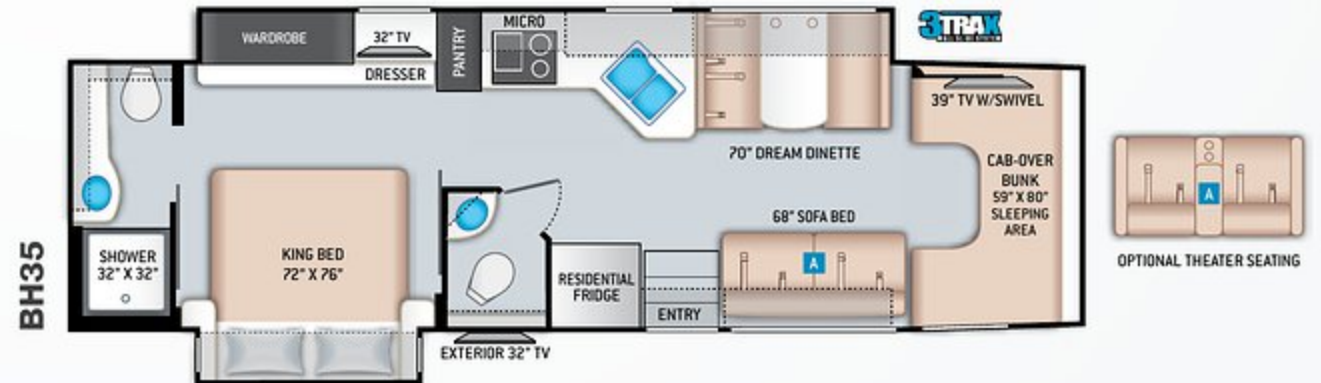 BH35
WARDROBE
32" TV
DRESSER
PANTRY
MICRO
3TRAX
39" TV W/SWIVEL
70" DREAM DINETTE
CAB-OVER
BUNK
59" X 80"
SLEEPING
AREA
68" SOFA BED
A
SHOWER
32" X 32"
KING BED
72" X 76"
RESIDENTIAL
FRIDGE
ENTRY
EXTERIOR 32" TV
A
OPTIONAL THEATER SEATING